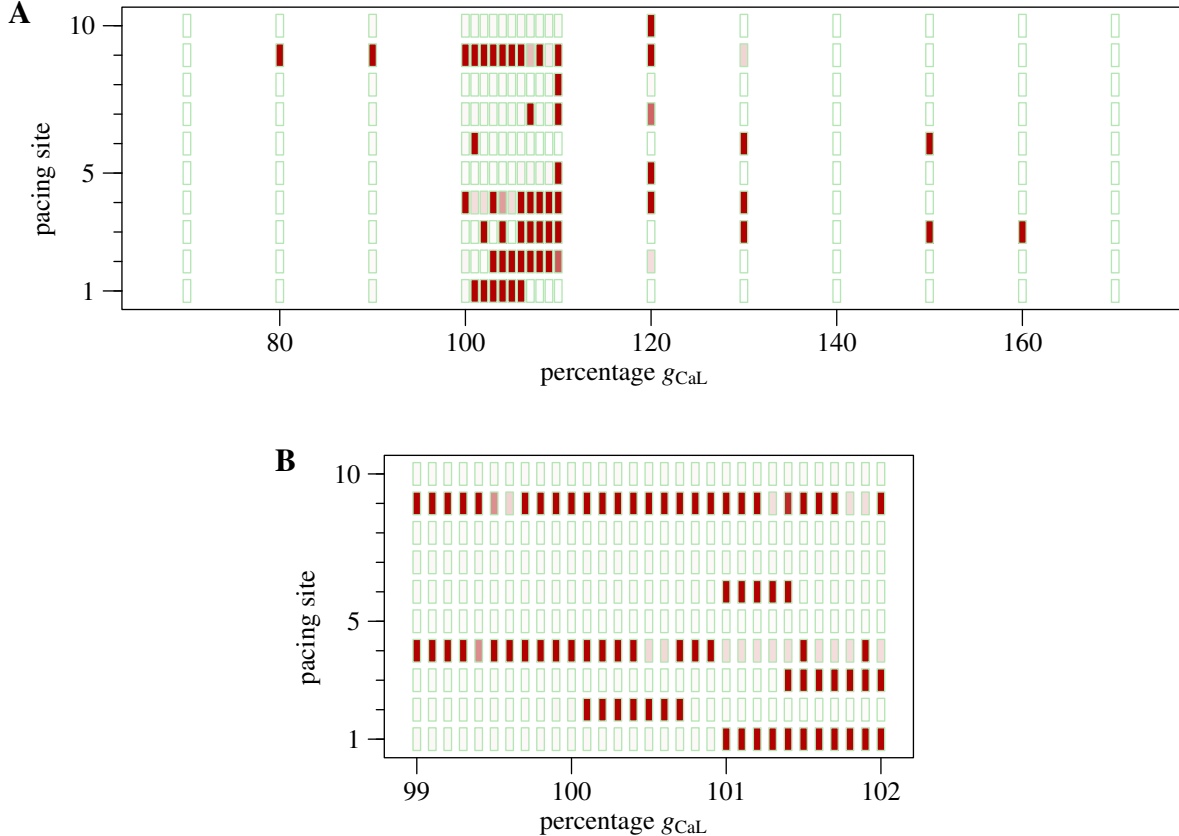 A
10
5
1
pacing site
80 100 120 140 160
percentage gCaL
B
10
5
1
pacing site
99 100 101 102
percentage gCaL